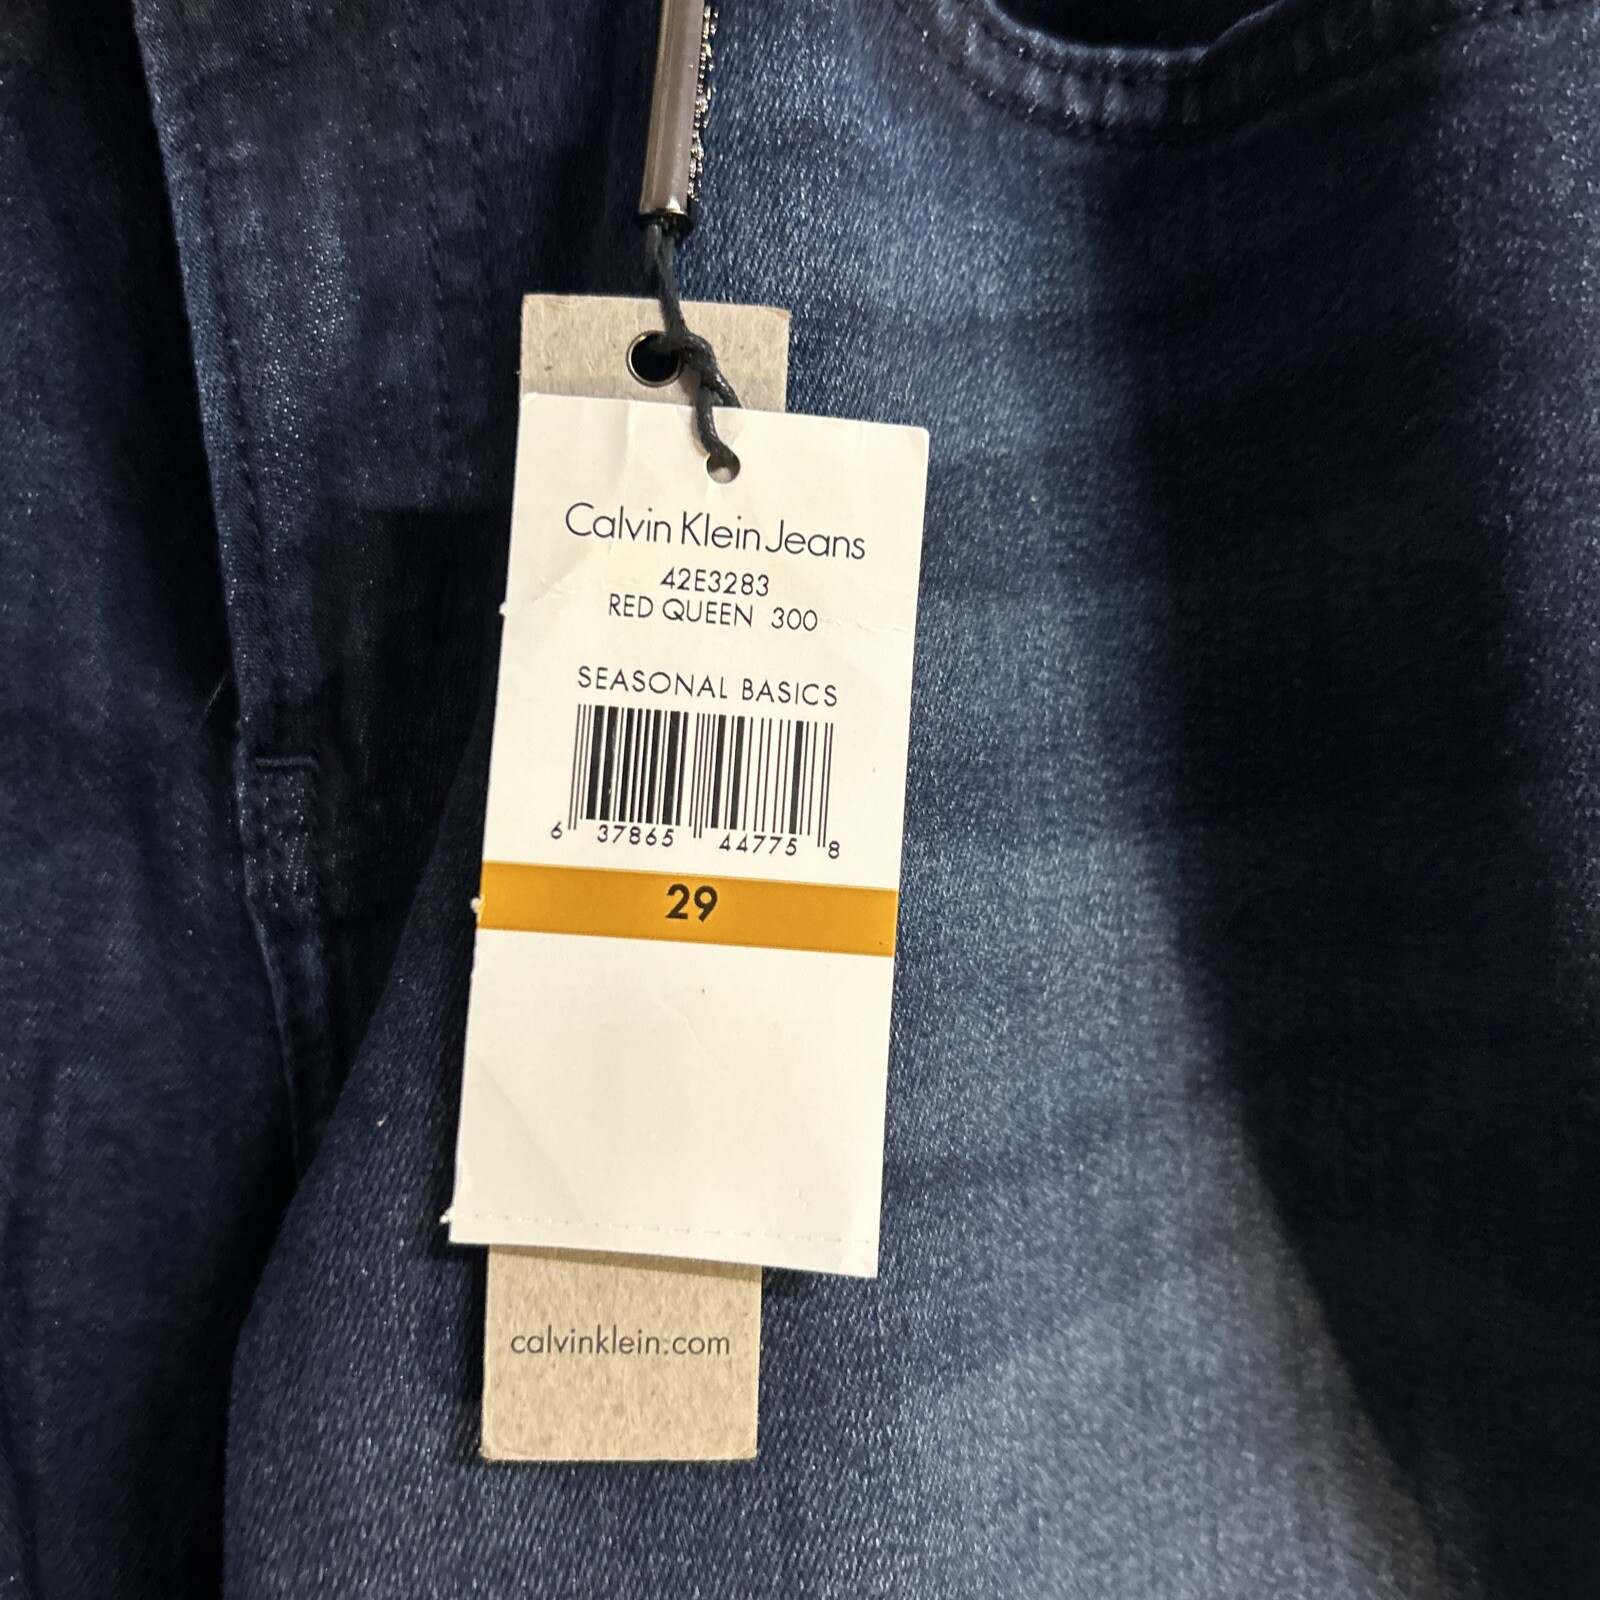 Calvin Klein Jeans
42E3283
RED QUEEN 300
SEASONAL BASICS
6 37865 44775 8
29
calvinklein.com